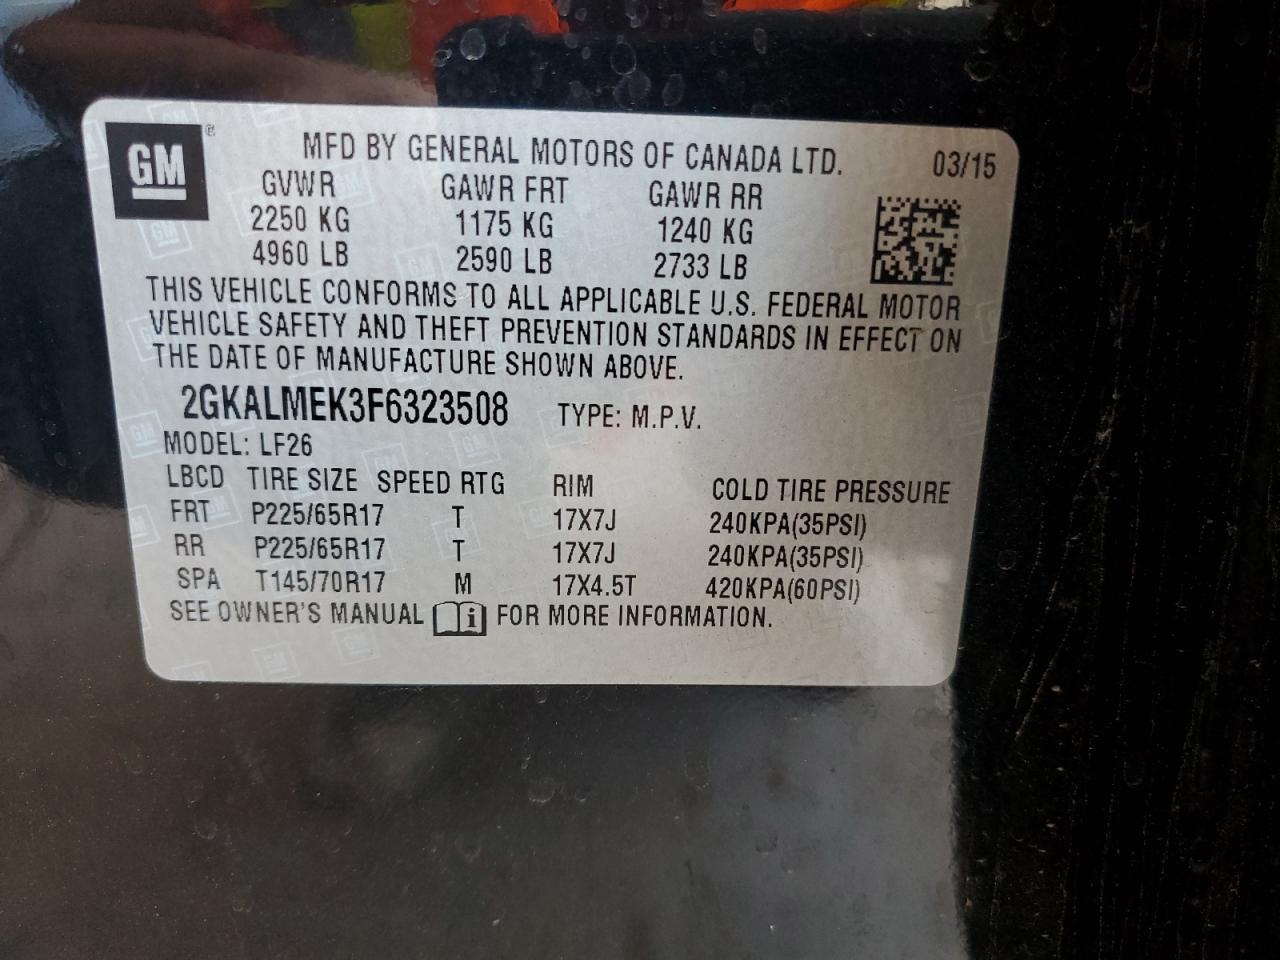 GM ®
MFD BY GENERAL MOTORS OF CANADA LTD. 03/15
GVWR GAWR FRT GAWR RR
2250 KG 1175 KG 1240 KG
4960 LB 2590 LB 2733 LB
THIS VEHICLE CONFORMS TO ALL APPLICABLE U.S. FEDERAL MOTOR
VEHICLE SAFETY AND THEFT PREVENTION STANDARDS IN EFFECT ON
THE DATE OF MANUFACTURE SHOWN ABOVE.
2GKALMEK3F6323508 TYPE: M.P.V.
MODEL: LF26
LBCD TIRE SIZE SPEED RTG RIM COLD TIRE PRESSURE
FRT P225/65R17 T 17X7J 240KPA(35PSI)
RR P225/65R17 T 17X7J 240KPA(35PSI)
SPA T145/70R17 M 17X4.5T 420KPA(60PSI)
SEE OWNER'S MANUAL i FOR MORE INFORMATION.